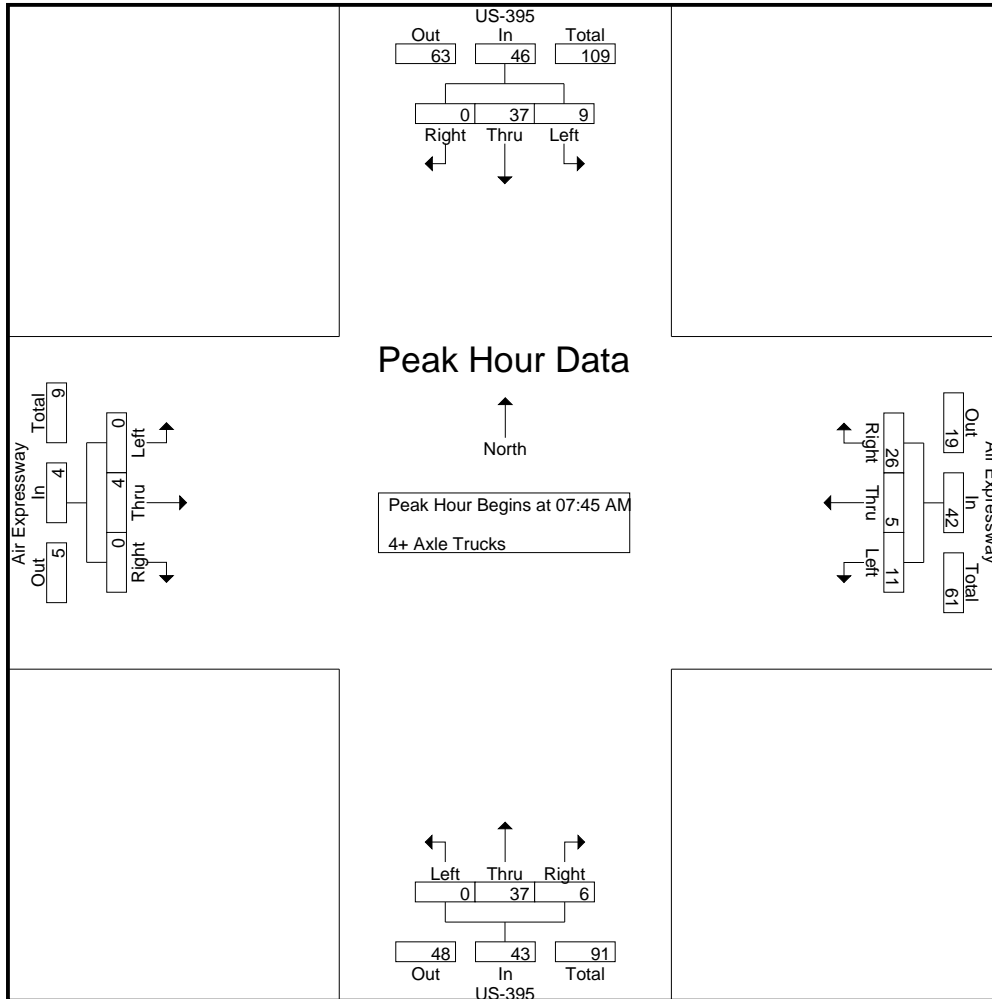 US-395
Out In Total
63 46 109
0 37 9
Right Thru Left
Peak Hour Data
North
Peak Hour Begins at 07:45 AM
4+ Axle Trucks
Air Expressway
Total In Out
9 4 5
0 4 0
Left Thru Right
Right Thru Left
26 5 11
Out In Total
19 42 61
Air Expressway
Left Thru Right
0 37 6
48 43 91
Out In Total
US-395